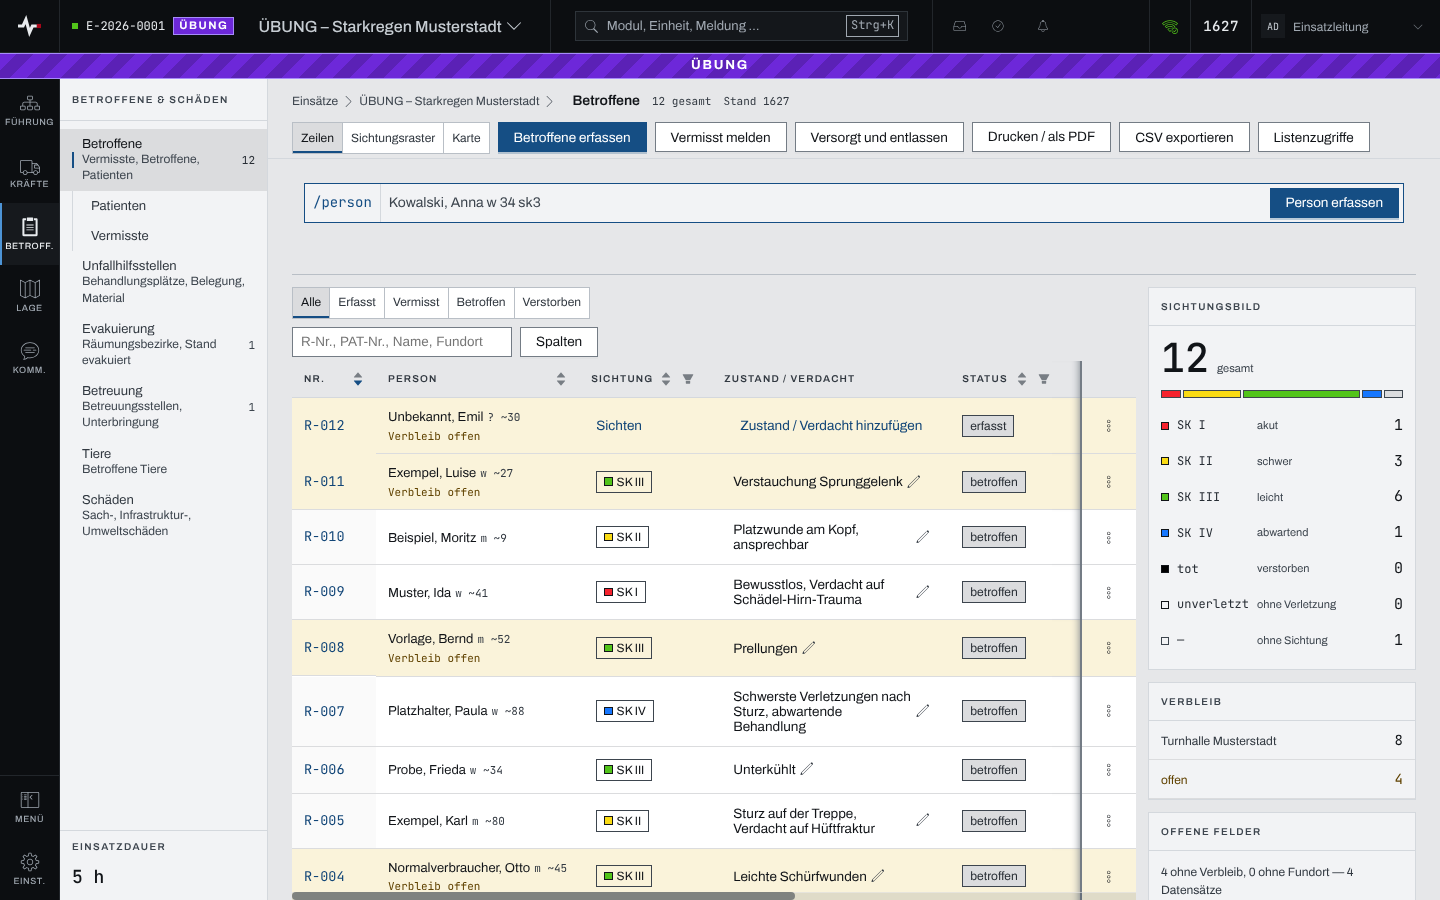 E-2026-0001 ÜBUNG ÜBUNG – Starkregen Musterstadt Modul, Einheit, Meldung ... Strg+K 1627 AD Einsatzleitung
ÜBUNG
FÜHRUNG
KRÄFTE
BETROFF.
LAGE
KOMM.
MENÜ
EINST.
BETROFFENE & SCHÄDEN
Betroffene
Vermisste, Betroffene,
Patienten
12
Patienten
Vermisste
Unfallhilfsstellen
Behandlungsplätze, Belegung,
Material
Evakuierung
Räumungsbezirke, Stand
evakuiert
1
Betreuung
Betreuungsstellen,
Unterbringung
1
Tiere
Betroffene Tiere
Schäden
Sach-, Infrastruktur-,
Umweltschäden
EINSATZDAUER
5 h
Einsätze ÜBUNG – Starkregen Musterstadt Betroffene 12 gesamt Stand 1627
Zeilen Sichtungsraster Karte Betroffene erfassen Vermisst melden Versorgt und entlassen Drucken / als PDF CSV exportieren Listenzugriffe
/person Kowalski, Anna w 34 sk3 Person erfassen
Alle Erfasst Vermisst Betroffen Verstorben
R-Nr., PAT-Nr., Name, Fundort Spalten
NR. PERSON SICHTUNG ZUSTAND / VERDACHT STATUS
R-012 Unbekannt, Emil ? ~30 Sichten Zustand / Verdacht hinzufügen erfasst
Verbleib offen
R-011 Exempel, Luise w ~27 SK III Verstauchung Sprunggelenk betroffen
Verbleib offen
R-010 Beispiel, Moritz m ~9 SK II Platzwunde am Kopf, betroffen
ansprechbar
R-009 Muster, Ida w ~41 SK I Bewusstlos, Verdacht auf betroffen
Schädel-Hirn-Trauma
R-008 Vorlage, Bernd m ~52 SK III Prellungen betroffen
Verbleib offen
R-007 Platzhalter, Paula w ~88 SK IV Schwerste Verletzungen nach betroffen
Sturz, abwartende
Behandlung
R-006 Probe, Frieda w ~34 SK III Unterkühlt betroffen
R-005 Exempel, Karl m ~80 SK II Sturz auf der Treppe, betroffen
Verdacht auf Hüftfraktur
R-004 Normalverbraucher, Otto m ~45 SK III Leichte Schürfwunden betroffen
Verbleib offen
SICHTUNGSBILD
12 gesamt
SK I akut 1
SK II schwer 3
SK III leicht 6
SK IV abwartend 1
tot verstorben 0
unverletzt ohne Verletzung 0
– ohne Sichtung 1
VERBLEIB
Turnhalle Musterstadt 8
offen 4
OFFENE FELDER
4 ohne Verbleib, 0 ohne Fundort — 4
Datensätze